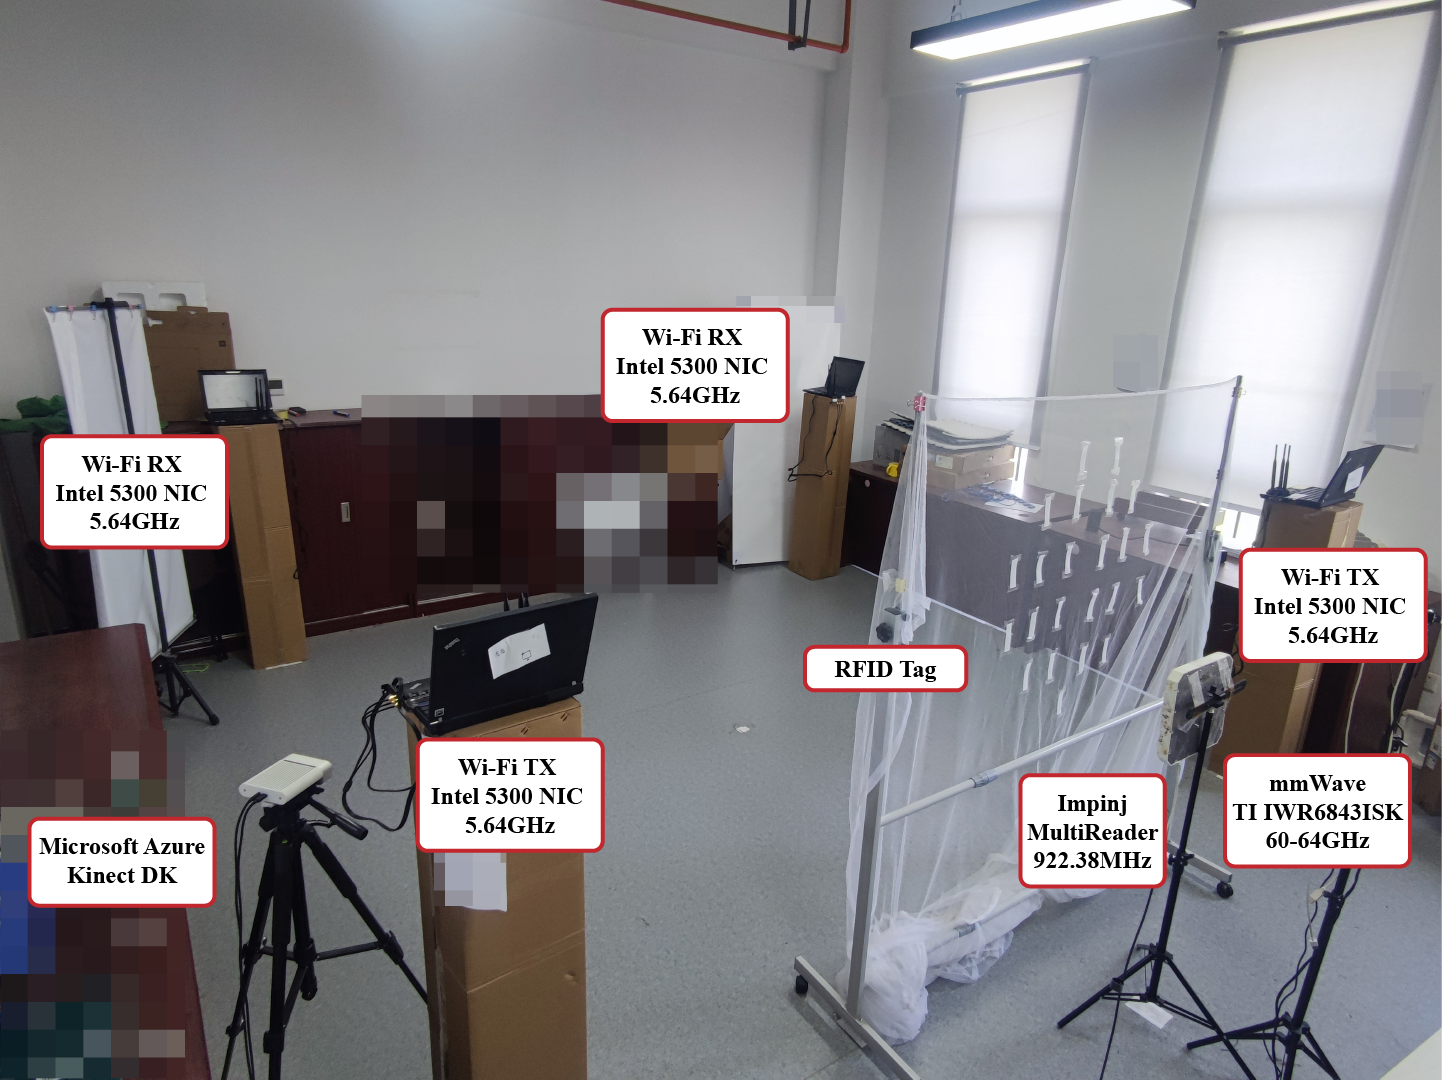 Wi-Fi RX
Intel 5300 NIC
5.64GHz
Wi-Fi RX
Intel 5300 NIC
5.64GHz
Wi-Fi TX
Intel 5300 NIC
5.64GHz
RFID Tag
Wi-Fi TX
Intel 5300 NIC
5.64GHz
Impinj
MultiReader
922.38MHz
mmWave
TI IWR6843ISK
60-64GHz
Microsoft Azure
Kinect DK